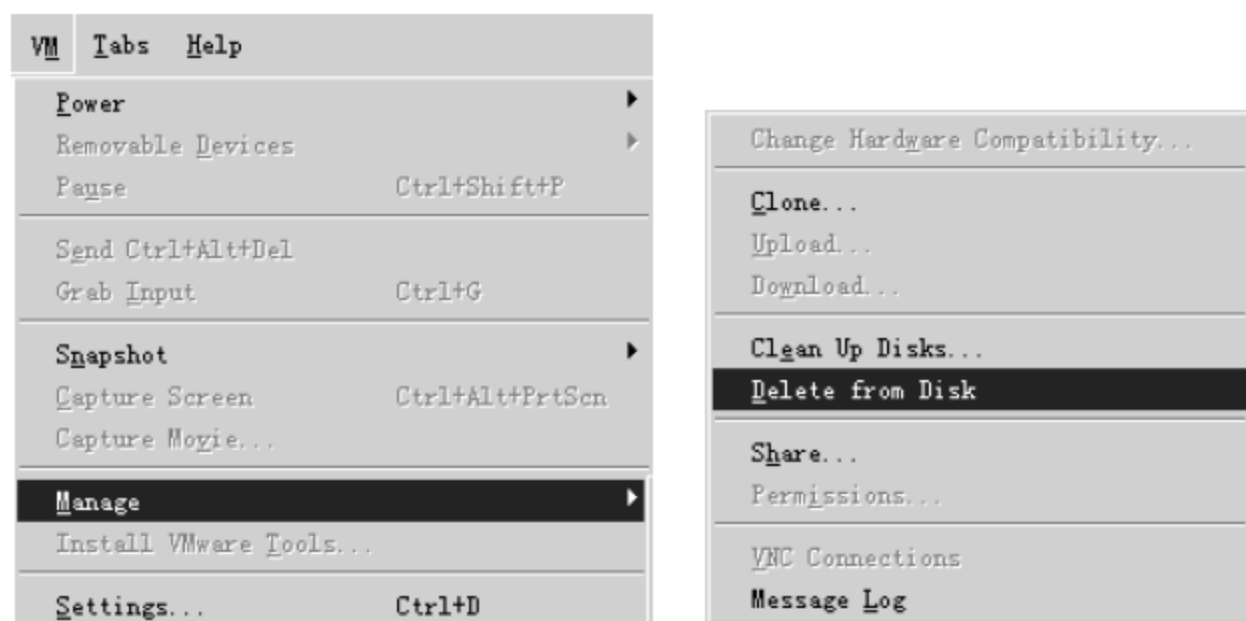 VM Tabs Help
Power
Removable Devices
Pause Ctrl+Shift+P
Send Ctrl+Alt+Del
Grab Input Ctrl+G
Snapshot
Capture Screen Ctrl+Alt+PrtScn
Capture Movie...
Manage
Install VMware Tools...
Settings... Ctrl+D
Change Hardware Compatibility...
Clone...
Upload...
Download...
Clean Up Disks...
Delete from Disk
Share...
Permissions...
VNC Connections
Message Log